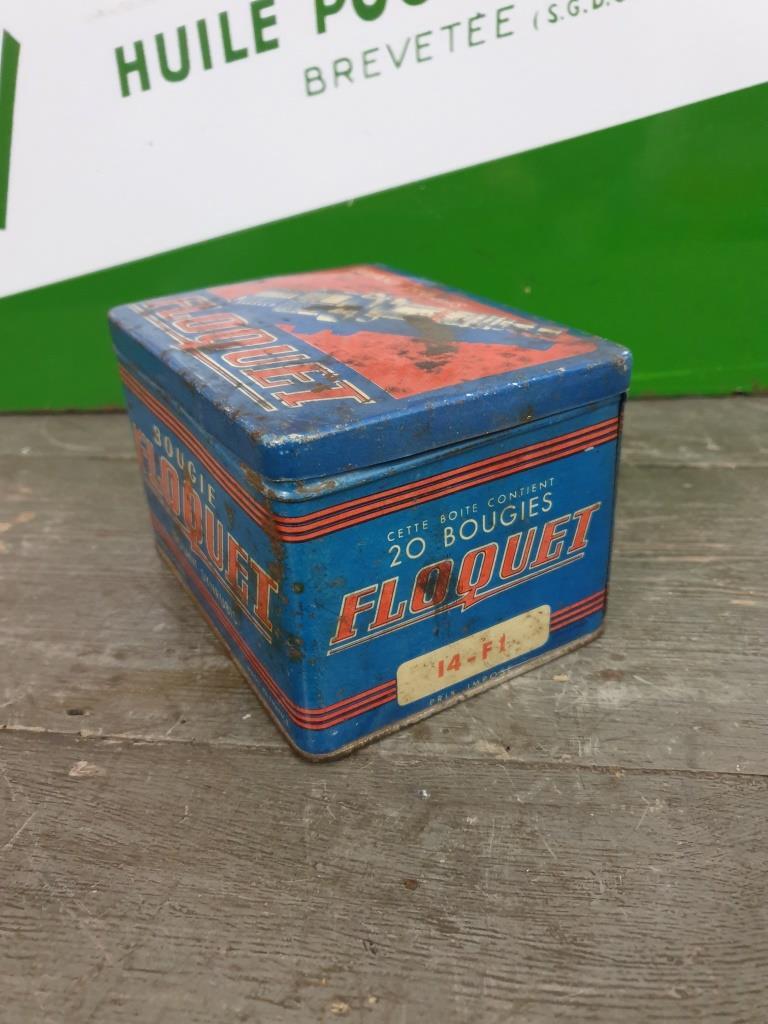 HUILE
BREVETÉE (S.G.D.G
FLOQUET
BOUGIE
FLOQUET
CETTE BOITE CONTIENT
20 BOUGIES
FLOQUET
14-F1
PRIX IMPOSÉ